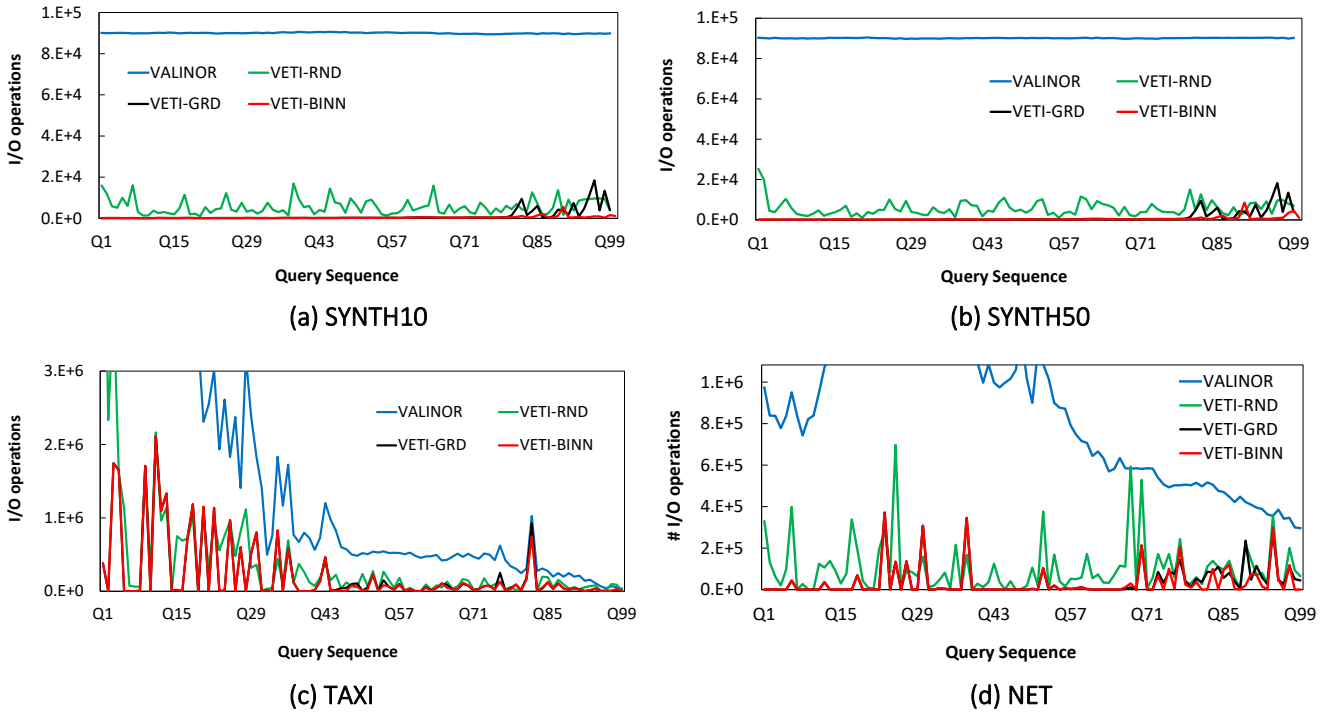 1.E+5
8.E+4
6.E+4
4.E+4
2.E+4
0.E+0
I/O operations
VALINOR VETI-RND
VETI-GRD VETI-BINN
Q1 Q15 Q29 Q43 Q57 Q71 Q85 Q99
Query Sequence
(a) SYNTH10
1.E+5
8.E+4
6.E+4
4.E+4
2.E+4
0.E+0
I/O operations
VALINOR VETI-RND
VETI-GRD VETI-BINN
Q1 Q15 Q29 Q43 Q57 Q71 Q85 Q99
Query Sequence
(b) SYNTH50
3.E+6
2.E+6
1.E+6
0.E+0
I/O operations
VALINOR VETI-RND
VETI-GRD VETI-BINN
Q1 Q15 Q29 Q43 Q57 Q71 Q85 Q99
Query Sequence
(c) TAXI
1.E+6
8.E+5
6.E+5
4.E+5
2.E+5
0.E+0
# I/O operations
VALINOR
VETI-RND
VETI-GRD
VETI-BINN
Q1 Q15 Q29 Q43 Q57 Q71 Q85 Q99
Query Sequence
(d) NET